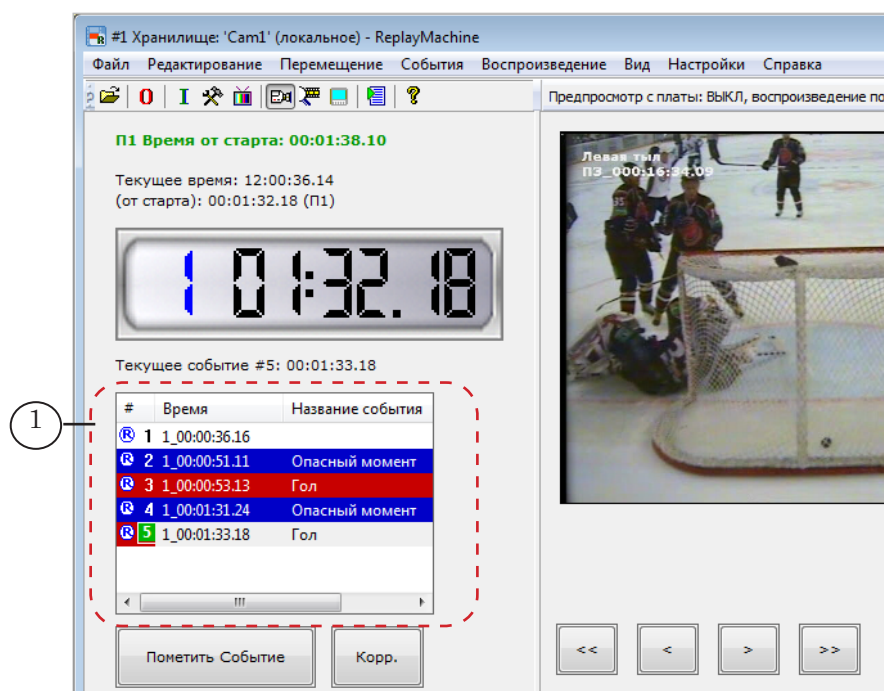 #1 Хранилище: 'Cam1' (локальное) - ReplayMachine
Файл Редактирование Перемещение События Воспроизведение Вид Настройки Справка
Предпросмотр с платы: ВЫКЛ, воспроизведение по
П1 Время от старта: 00:01:38.10
Текущее время: 12:00:36.14
(от старта): 00:01:32.18 (П1)
1 01:32.18
Левая тыл
П3_000:16:34.09
Текущее событие #5: 00:01:33.18
1
# Время Название события
R 1 1_00:00:36.16
R 2 1_00:00:51.11 Опасный момент
R 3 1_00:00:53.13 Гол
R 4 1_00:01:31.24 Опасный момент
R 5 1_00:01:33.18 Гол
Пометить Событие Корр. << < > >>